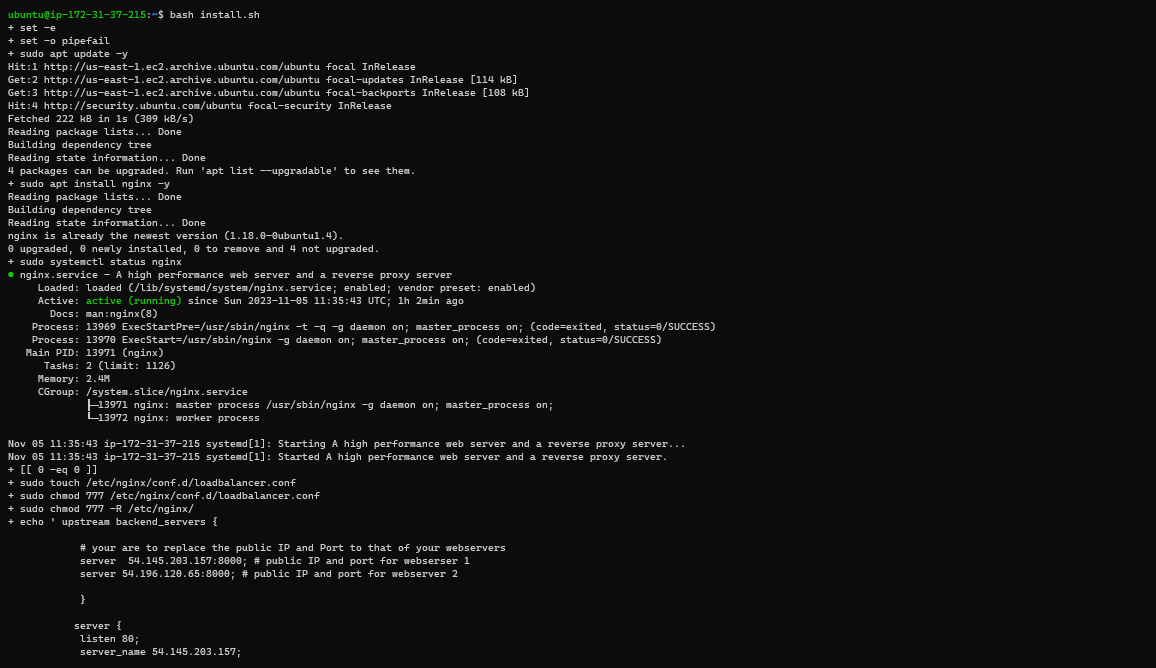 ubuntu@ip-172-31-37-215:~$ bash install.sh
+ set -e
+ set -o pipefail
+ sudo apt update -y
Hit:1 http://us-east-1.ec2.archive.ubuntu.com/ubuntu focal InRelease
Get:2 http://us-east-1.ec2.archive.ubuntu.com/ubuntu focal-updates InRelease [114 kB]
Get:3 http://us-east-1.ec2.archive.ubuntu.com/ubuntu focal-backports InRelease [108 kB]
Hit:4 http://security.ubuntu.com/ubuntu focal-security InRelease
Fetched 222 kB in 1s (309 kB/s)
Reading package lists... Done
Building dependency tree
Reading state information... Done
4 packages can be upgraded. Run 'apt list --upgradable' to see them.
+ sudo apt install nginx -y
Reading package lists... Done
Building dependency tree
Reading state information... Done
nginx is already the newest version (1.18.0-0ubuntu1.4).
0 upgraded, 0 newly installed, 0 to remove and 4 not upgraded.
+ sudo systemctl status nginx
● nginx.service - A high performance web server and a reverse proxy server
     Loaded: loaded (/lib/systemd/system/nginx.service; enabled; vendor preset: enabled)
     Active: active (running) since Sun 2023-11-05 11:35:43 UTC; 1h 2min ago
       Docs: man:nginx(8)
    Process: 13969 ExecStartPre=/usr/sbin/nginx -t -q -g daemon on; master_process on; (code=exited, status=0/SUCCESS)
    Process: 13970 ExecStart=/usr/sbin/nginx -g daemon on; master_process on; (code=exited, status=0/SUCCESS)
   Main PID: 13971 (nginx)
      Tasks: 2 (limit: 1126)
     Memory: 2.4M
     CGroup: /system.slice/nginx.service
             ├─13971 nginx: master process /usr/sbin/nginx -g daemon on; master_process on;
             └─13972 nginx: worker process
Nov 05 11:35:43 ip-172-31-37-215 systemd[1]: Starting A high performance web server and a reverse proxy server...
Nov 05 11:35:43 ip-172-31-37-215 systemd[1]: Started A high performance web server and a reverse proxy server.
+ [[ 0 -eq 0 ]]
+ sudo touch /etc/nginx/conf.d/loadbalancer.conf
+ sudo chmod 777 /etc/nginx/conf.d/loadbalancer.conf
+ sudo chmod 777 -R /etc/nginx/
+ echo ' upstream backend_servers {
            # your are to replace the public IP and Port to that of your webservers
            server  54.145.203.157:8000; # public IP and port for webserser 1
            server 54.196.120.65:8000; # public IP and port for webserver 2
            }
           server {
            listen 80;
            server_name 54.145.203.157;